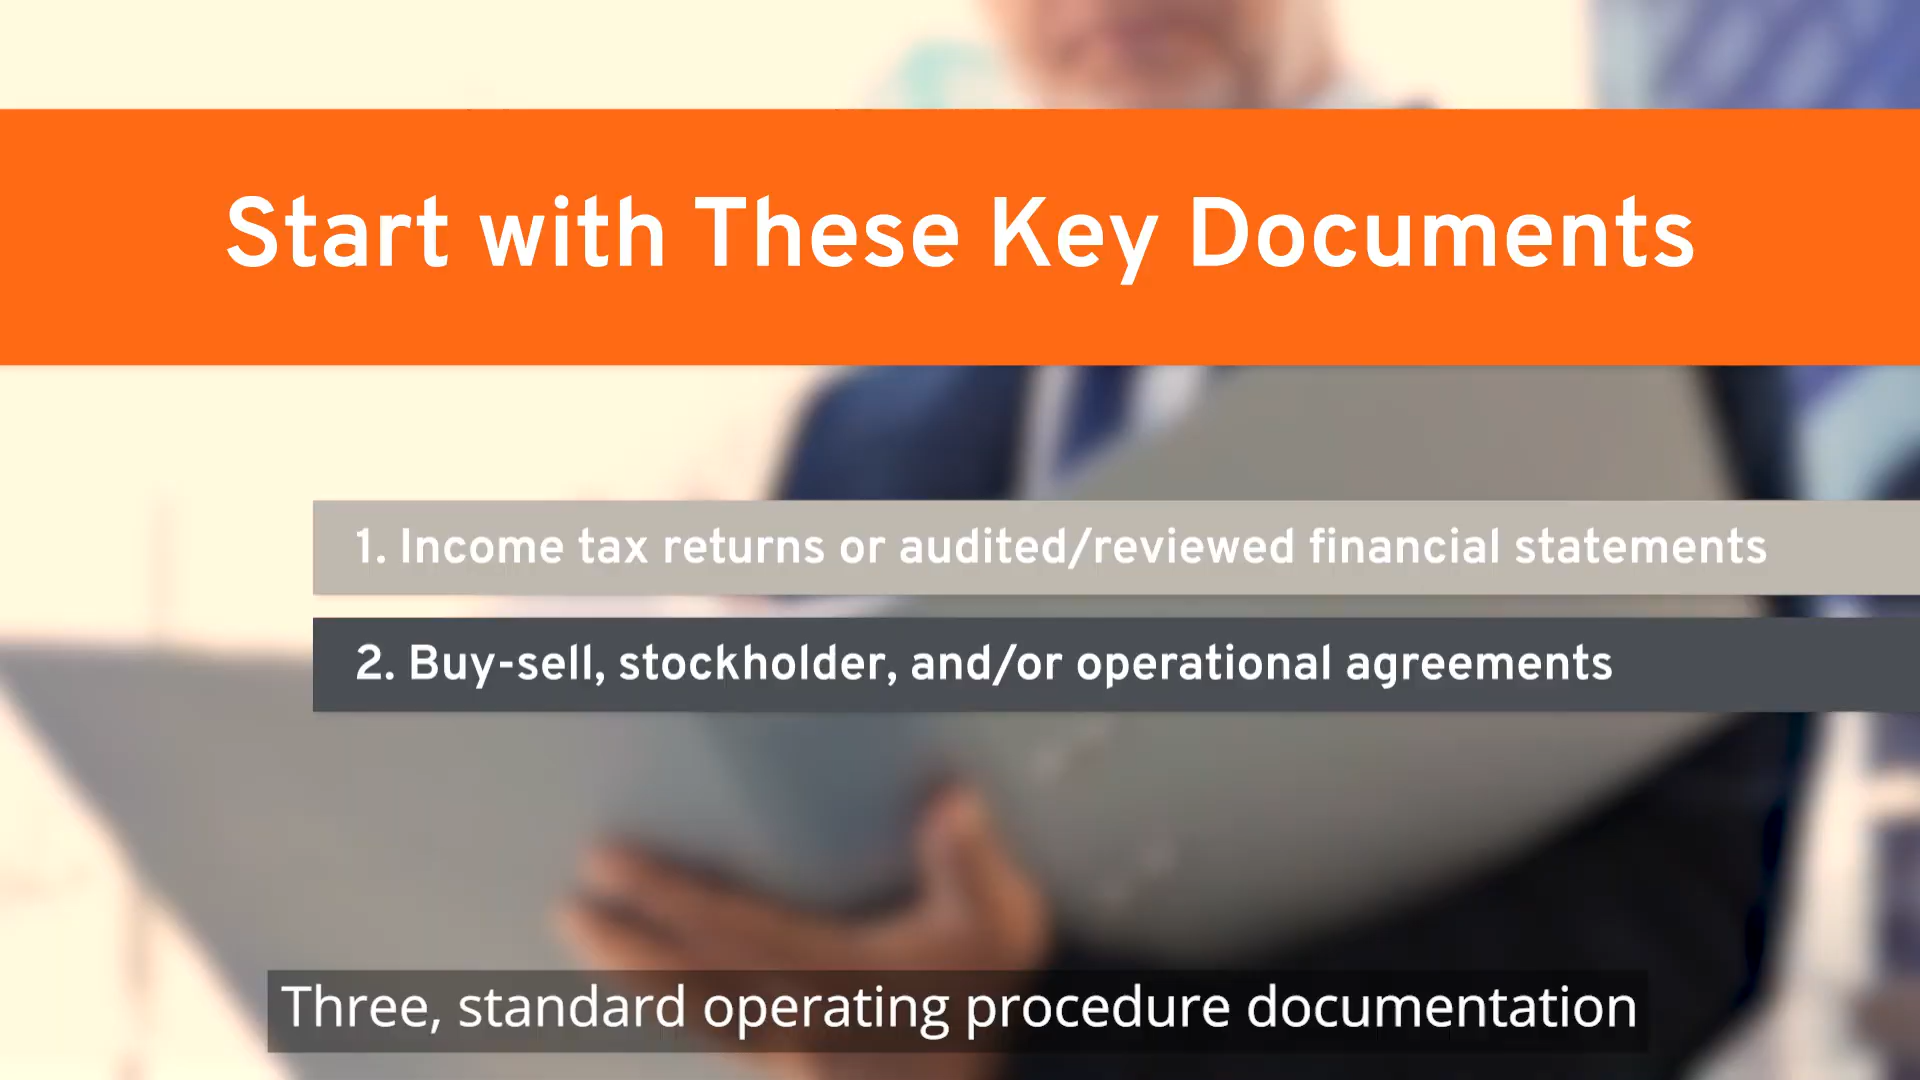 Start with These Key Documents
1. Income tax returns or audited/reviewed financial statements
2. Buy-sell, stockholder, and/or operational agreements
Three, standard operating procedure documentation